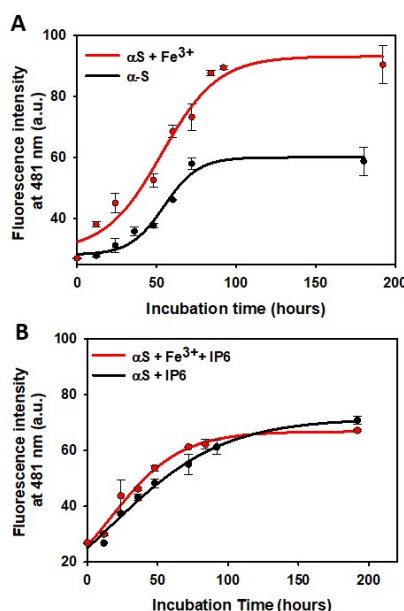 A
αS + Fe³⁺
α-S
Fluorescence intensity
at 481 nm (a.u.)
100
80
60
40
0
50
100
150
200
Incubation time (hours)
B
αS + Fe³⁺ + IP6
αS + IP6
Fluorescence intensity
at 481 nm (a.u.)
100
80
60
40
20
0
50
100
150
200
Incubation Time (hours)